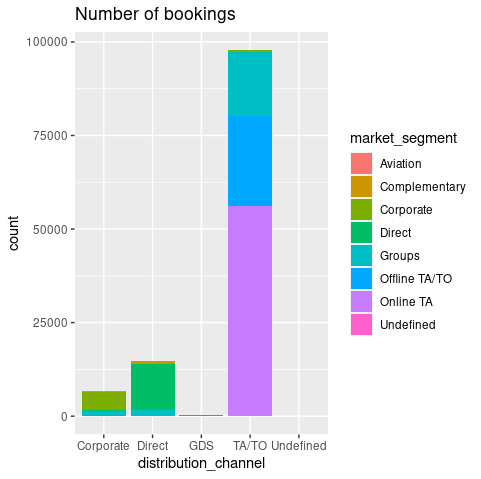 Number of bookings
100000
75000
50000
25000
0
count
Corporate Direct GDS TA/TO Undefined
distribution_channel
market_segment
Aviation
Complementary
Corporate
Direct
Groups
Offline TA/TO
Online TA
Undefined